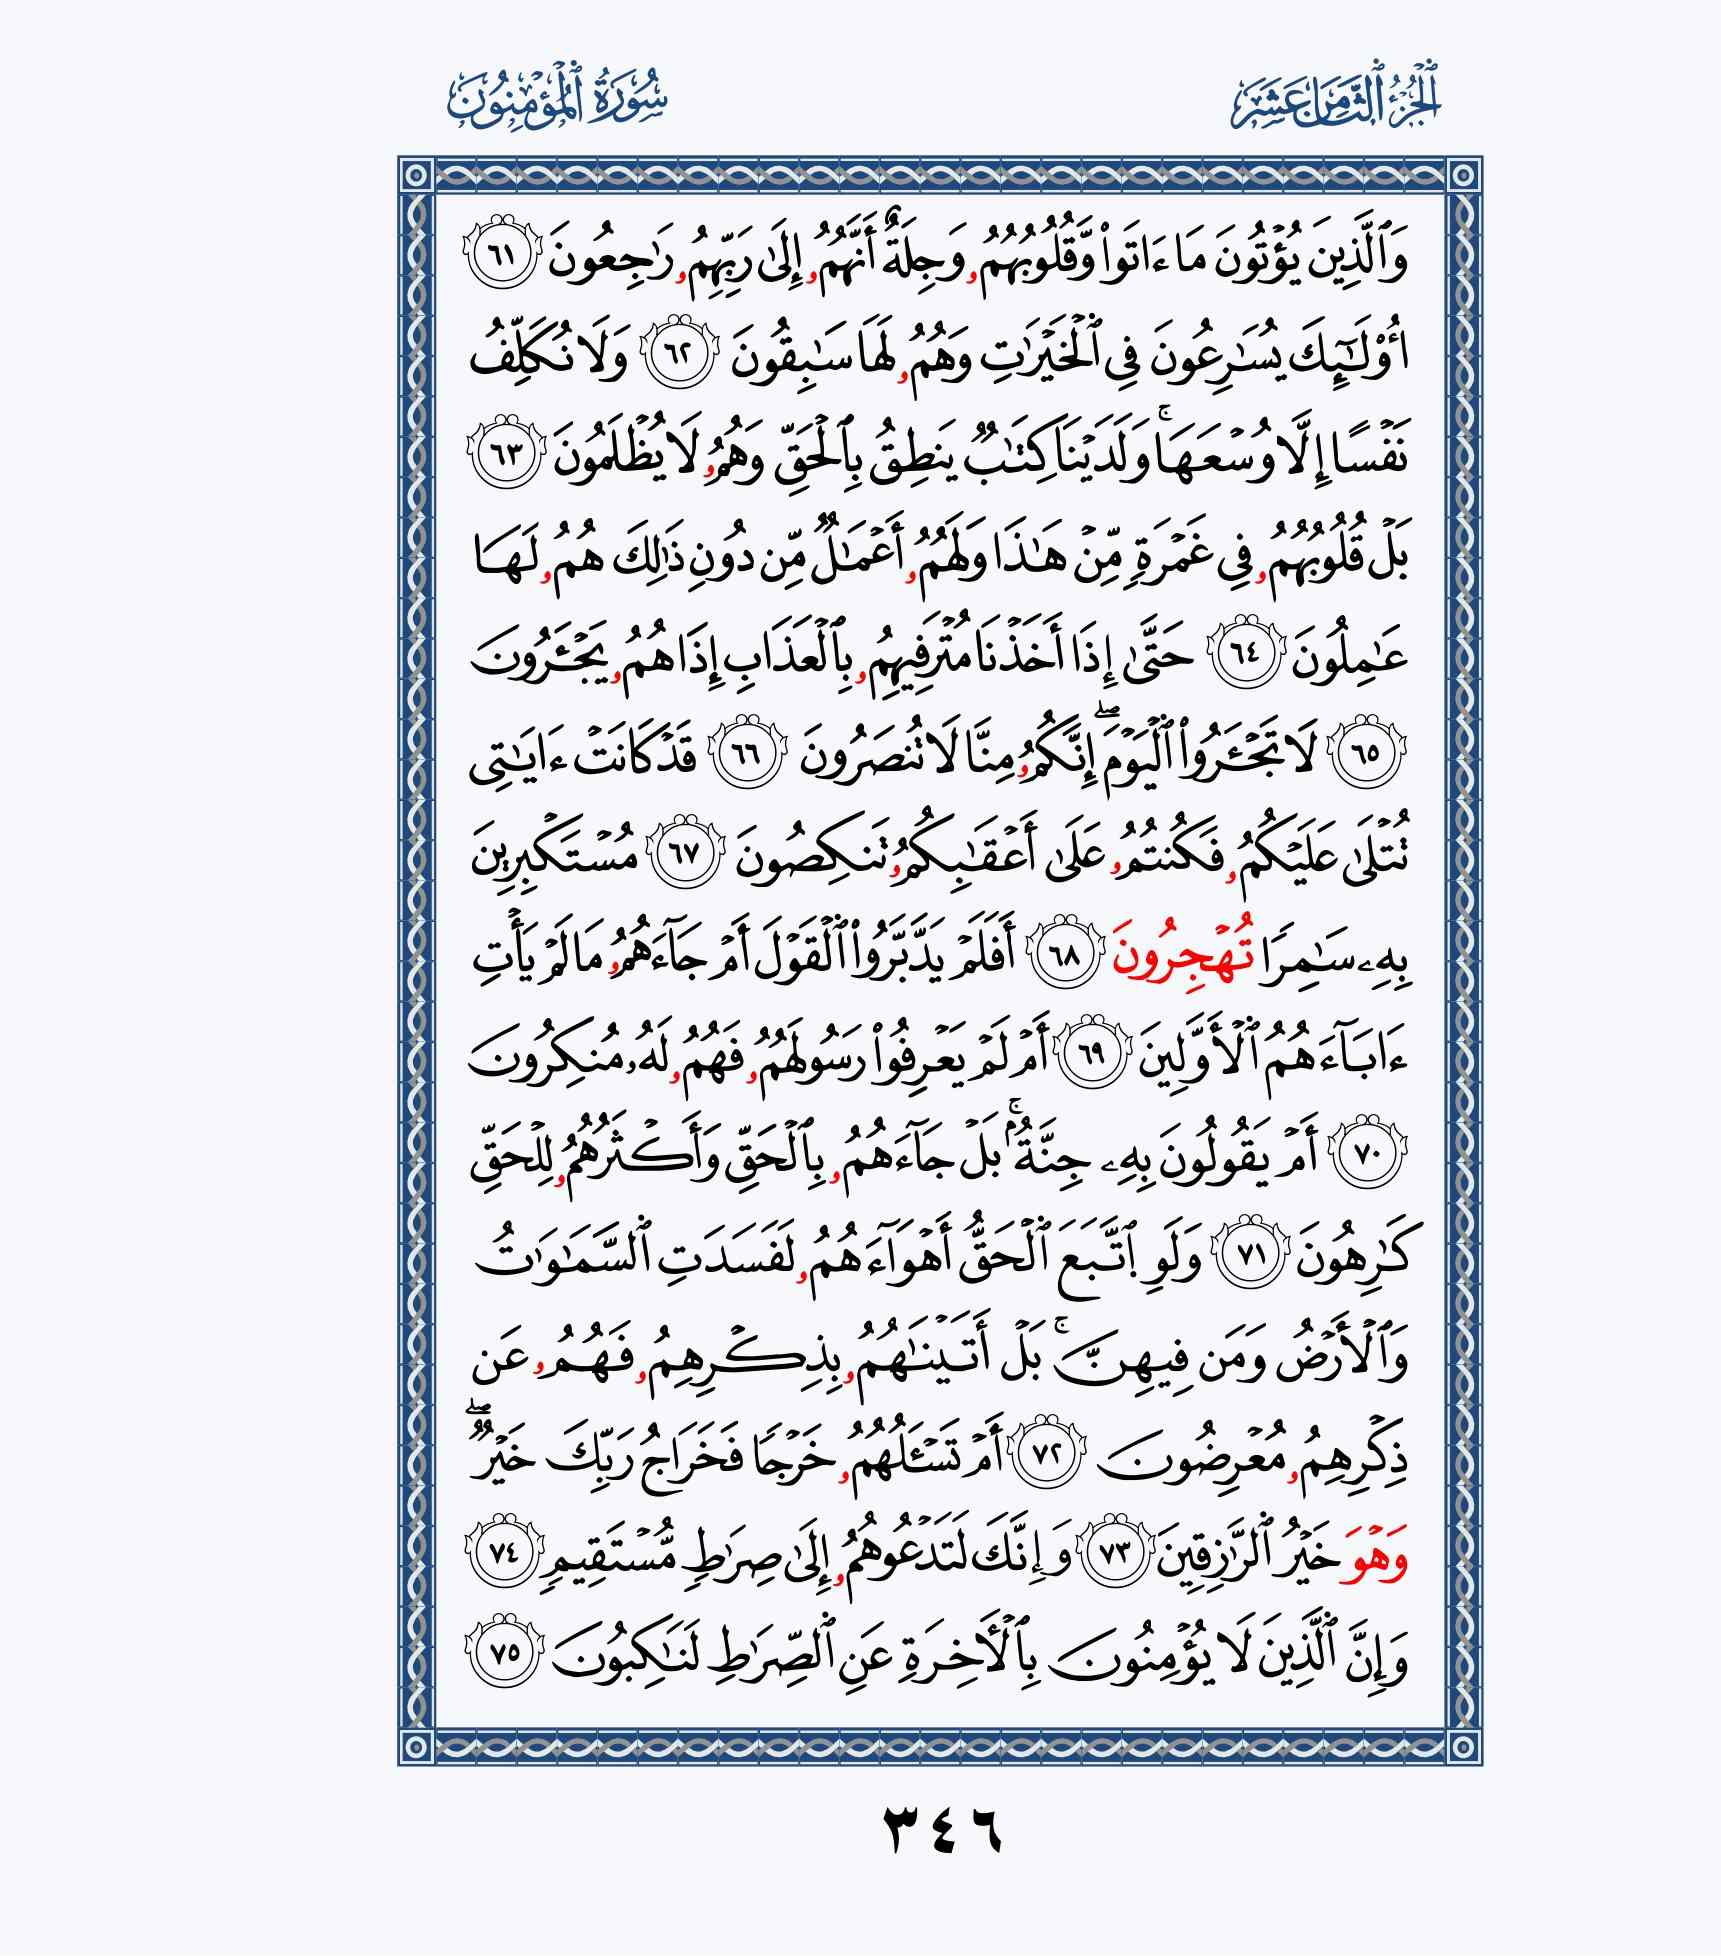 الجُزْءُ الثَّامِنَ عَشَرَ
سُورَةُ ٱلْمُؤْمِنُونَ
وَٱلَّذِينَ يُؤْتُونَ مَا ءَاتَوا۟ وَّقُلُوبُهُمُۥ وَجِلَةٌ أَنَّهُمُۥ إِلَىٰ رَبِّهِمُۥ رَٰجِعُونَ ٦١
أُو۟لَٰٓئِكَ يُسَٰرِعُونَ فِي ٱلْخَيْرَٰتِ وَهُمُۥ لَهَا سَٰبِقُونَ ٦٢ وَلَا نُكَلِّفُ
نَفْسًا إِلَّا وُسْعَهَاۚ وَلَدَيْنَا كِتَٰبٌ يَنطِقُ بِٱلْحَقِّ وَهُمُۥ لَا يُظْلَمُونَ ٦٣
بَلْ قُلُوبُهُمُۥ فِي غَمْرَةٍ مِّنْ هَٰذَا وَلَهُمُۥ أَعْمَٰلٌ مِّن دُونِ ذَٰلِكَ هُمُۥ لَهَا
عَٰمِلُونَ ٦٤ حَتَّىٰ إِذَا أَخَذْنَا مُتْرَفِيهِمُۥ بِٱلْعَذَابِ إِذَا هُمُۥ يَجْـَٔرُونَ
٦٥ لَا تَجْـَٔرُوا۟ ٱلْيَوْمَۖ إِنَّكُمُۥ مِنَّا لَا تُنصَرُونَ ٦٦ قَدْ كَانَتْ ءَايَٰتِى
تُتْلَىٰ عَلَيْكُمُۥ فَكُنتُمُۥ عَلَىٰ أَعْقَٰبِكُمُۥ تَنكِصُونَ ٦٧ مُسْتَكْبِرِينَ
بِهِۦ سَٰمِرًا تُهْجِرُونَ ٦٨ أَفَلَمْ يَدَّبَّرُوا۟ ٱلْقَوْلَ أَمْ جَآءَهُمُۥ مَا لَمْ يَأْتِ
ءَابَآءَهُمُ ٱلْأَوَّلِينَ ٦٩ أَمْ لَمْ يَعْرِفُوا۟ رَسُولَهُمُۥ فَهُمُۥ لَهُۥ مُنكِرُونَ
٧٠ أَمْ يَقُولُونَ بِهِۦ جِنَّةُۢۚ بَلْ جَآءَهُمُۥ بِٱلْحَقِّ وَأَكْثَرُهُمُۥ لِلْحَقِّ
كَٰرِهُونَ ٧١ وَلَوِ ٱتَّبَعَ ٱلْحَقُّ أَهْوَآءَهُمُۥ لَفَسَدَتِ ٱلسَّمَٰوَٰتُ
وَٱلْأَرْضُ وَمَن فِيهِنَّۚ بَلْ أَتَيْنَٰهُمُۥ بِذِكْرِهِمُۥ فَهُمُۥ عَن
ذِكْرِهِمُۥ مُعْرِضُونَ ٧٢ أَمْ تَسْـَٔلُهُمُۥ خَرْجًا فَخَرَاجُ رَبِّكَ خَيْرٌۖ
وَهْوَ خَيْرُ ٱلرَّٰزِقِينَ ٧٣ وَإِنَّكَ لَتَدْعُوهُمُۥ إِلَىٰ صِرَٰطٍ مُّسْتَقِيمٍ ٧٤
وَإِنَّ ٱلَّذِينَ لَا يُؤْمِنُونَ بِٱلْأَخِرَةِ عَنِ ٱلصِّرَٰطِ لَنَٰكِبُونَ ٧٥
٣٤٦